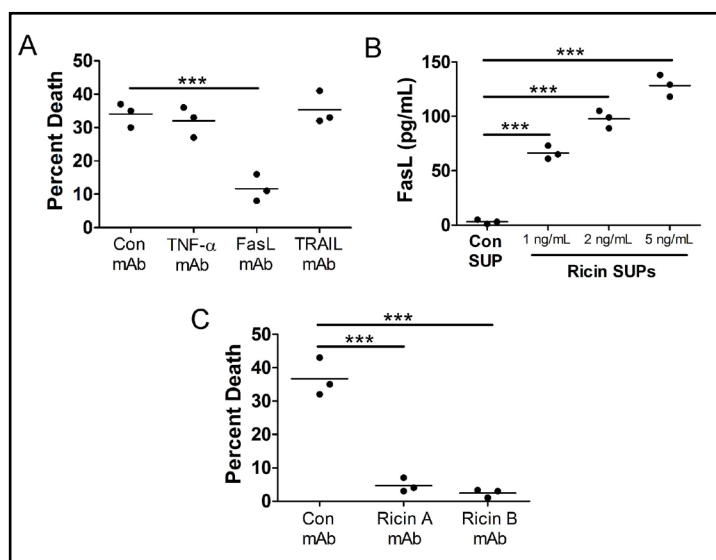 A
***
50
40
30
20
10
0
Percent Death
Con
mAb
TNF-α
mAb
FasL
mAb
TRAIL
mAb
B
***
***
***
150
100
50
0
FasL (pg/mL)
Con
SUP
1 ng/mL
2 ng/mL
5 ng/mL
Ricin SUPs
C
***
***
50
40
30
20
10
0
Percent Death
Con
mAb
Ricin A
mAb
Ricin B
mAb